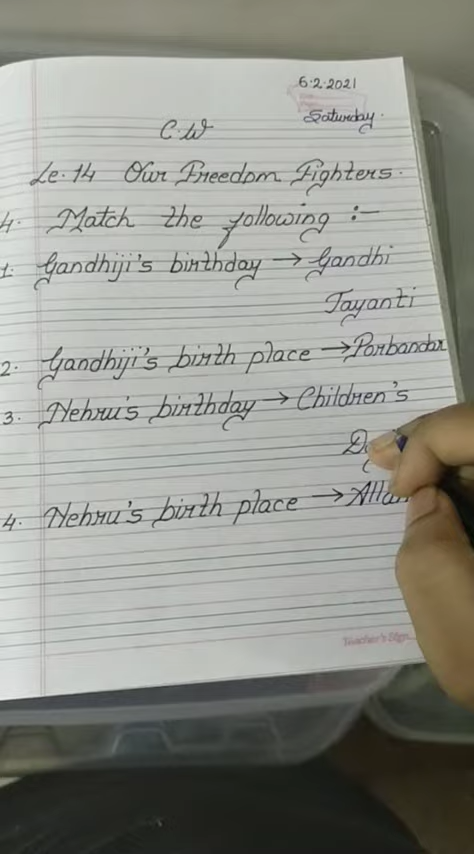 6.2.2021
Saturday.
C.W
Le.14 Our Freedom Fighters.
4. Match the following :-
1. Gandhiji's birthday → Gandhi
Jayanti
2. Gandhiji's birth place → Porbandar
3. Nehru's birthday → Children's
4. Nehru's birth place →
Teacher's Sign